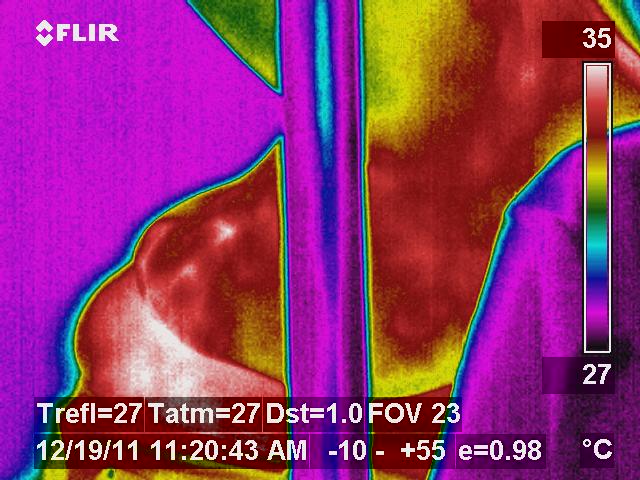 FLIR
35
27
Trefl=27 Tatm=27 Dst=1.0 FOV 23
12/19/11 11:20:43 AM -10 - +55 e=0.98 °C